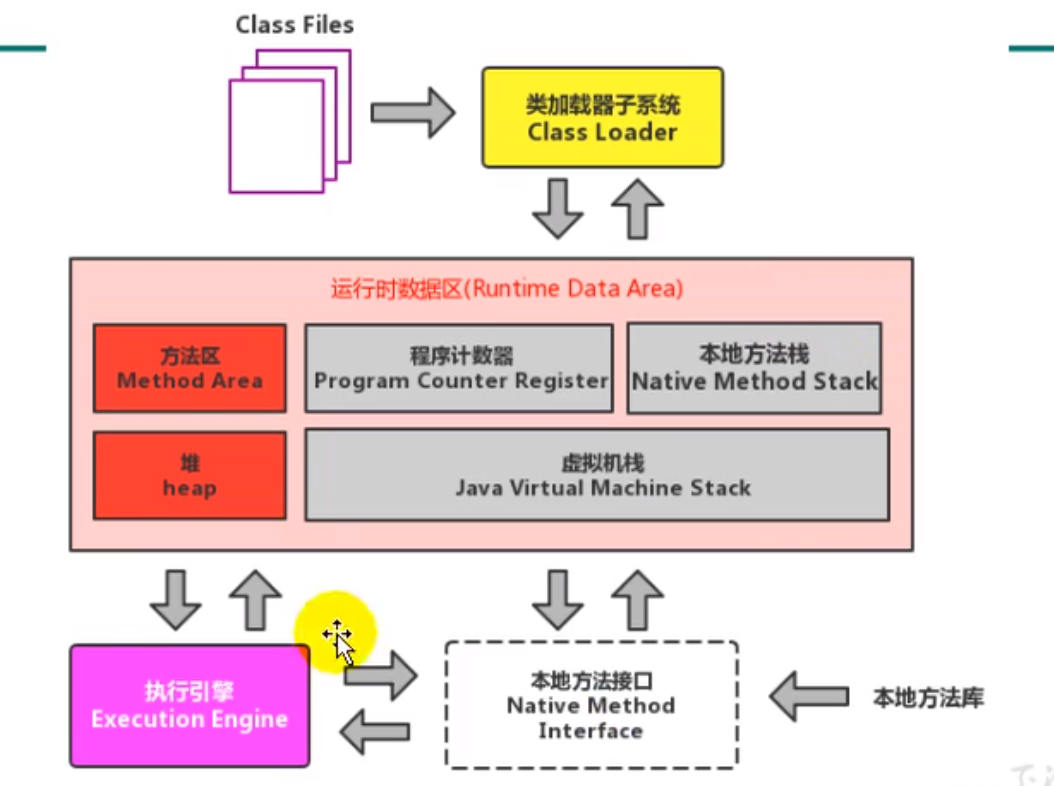 Class Files
类加载器子系统
Class Loader
运行时数据区(Runtime Data Area)
方法区
Method Area
程序计数器
Program Counter Register
本地方法栈
Native Method Stack
堆
heap
虚拟机栈
Java Virtual Machine Stack
执行引擎
Execution Engine
本地方法接口
Native Method
Interface
本地方法库